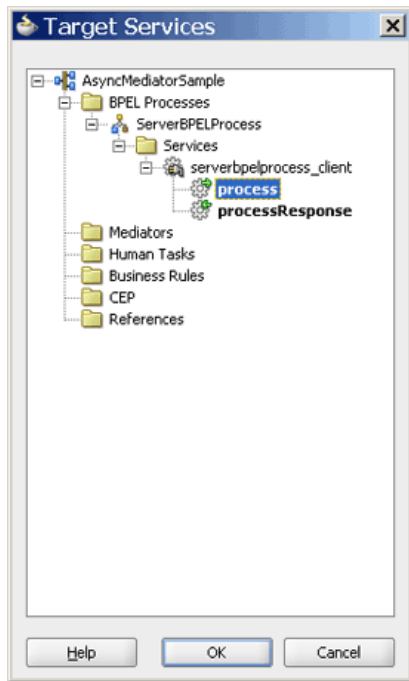 Target Services
AsyncMediatorSample
BPEL Processes
ServerBPELProcess
Services
serverbpelprocess_client
process
processResponse
Mediators
Human Tasks
Business Rules
CEP
References
Help OK Cancel